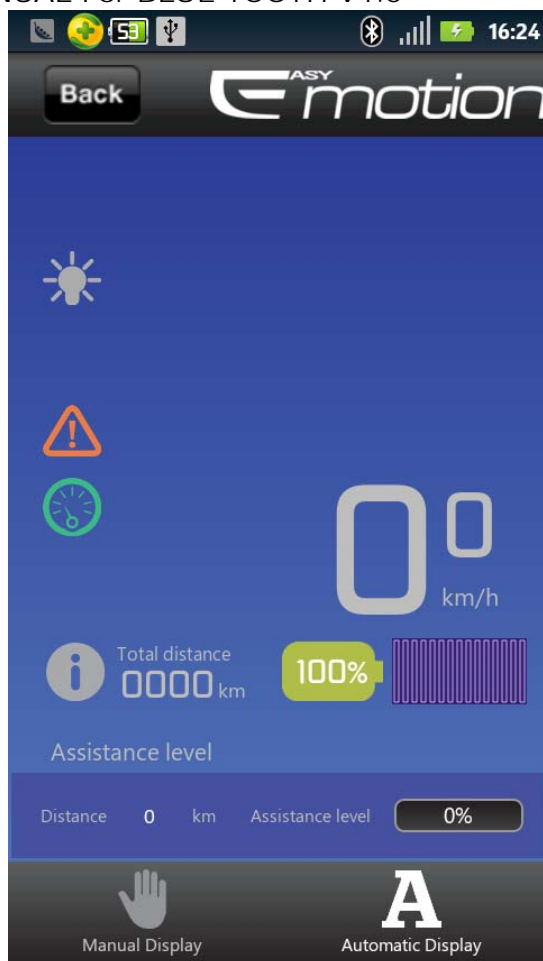 53 16:24
Back EASY motion
0 0
km/h
Total distance
0000 km 100%
Assistance level
Distance 0 km Assistance level 0%
A
Manual Display Automatic Display